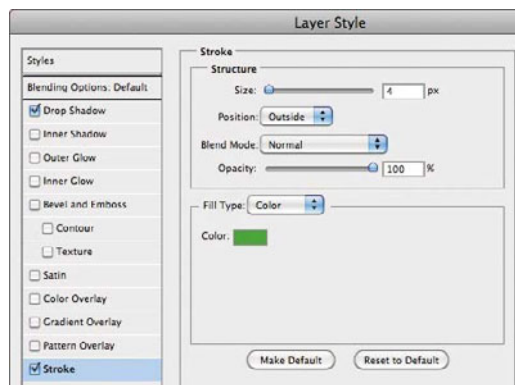 Layer Style
Styles
Blending Options: Default
Drop Shadow
Inner Shadow
Outer Glow
Inner Glow
Bevel and Emboss
Contour
Texture
Satin
Color Overlay
Gradient Overlay
Pattern Overlay
Stroke
Stroke
Structure
Size: 4 px
Position: Outside
Blend Mode: Normal
Opacity: 100 %
Fill Type: Color
Color:
Make Default Reset to Default